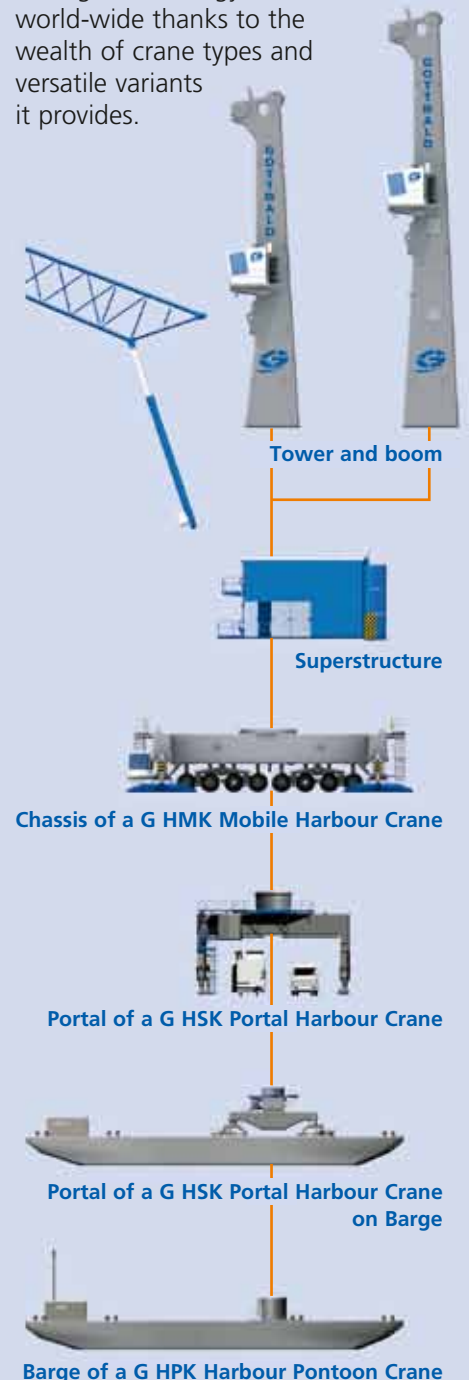 world-wide thanks to the
wealth of crane types and
versatile variants
it provides.
GOTTWALD
GOTTWALD
Tower and boom
Superstructure
Chassis of a G HMK Mobile Harbour Crane
Portal of a G HSK Portal Harbour Crane
Portal of a G HSK Portal Harbour Crane
on Barge
Barge of a G HPK Harbour Pontoon Crane